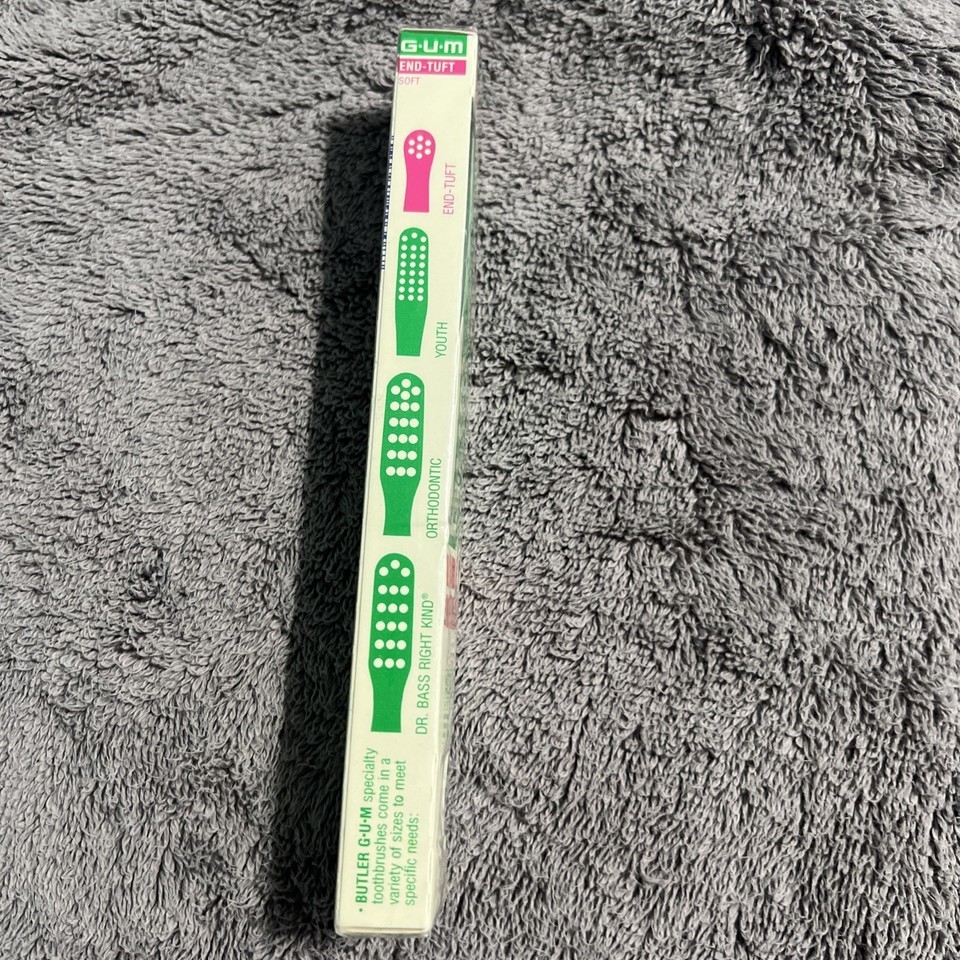 G·U·M
END-TUFT
SOFT
END-TUFT
YOUTH
ORTHODONTIC
DR. BASS RIGHT KIND®
• BUTLER G·U·M specialty
toothbrushes come in a
variety of sizes to meet
specific needs: